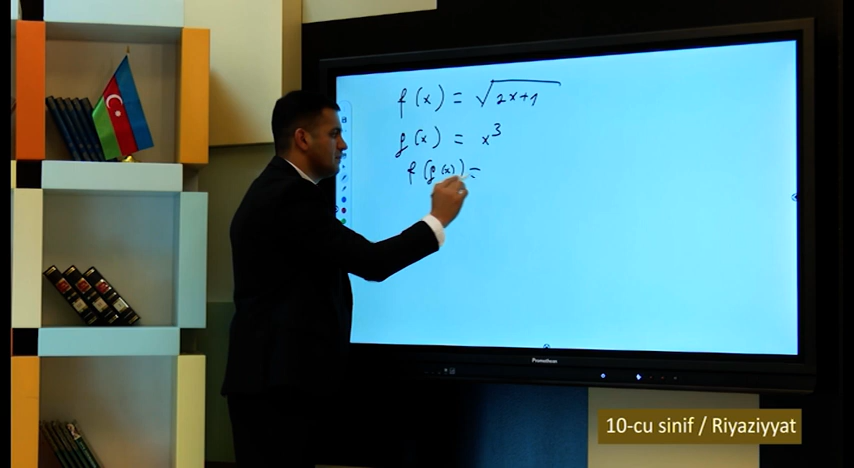 f(x) = √2x+1
g(x) = x³
f(g(x)) =
Promethean
10-cu sinif / Riyaziyyat